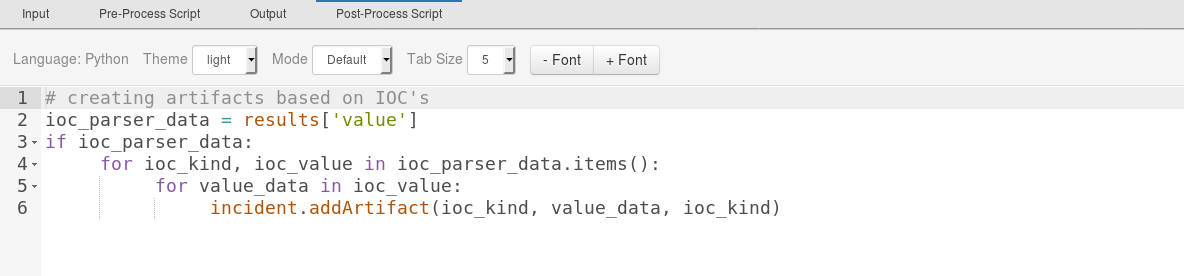 Input Pre-Process Script Output Post-Process Script
Language: Python Theme light Mode Default Tab Size 5 - Font + Font
1 # creating artifacts based on IOC's
2 ioc_parser_data = results['value']
3 if ioc_parser_data:
4 for ioc_kind, ioc_value in ioc_parser_data.items():
5 for value_data in ioc_value:
6 incident.addArtifact(ioc_kind, value_data, ioc_kind)